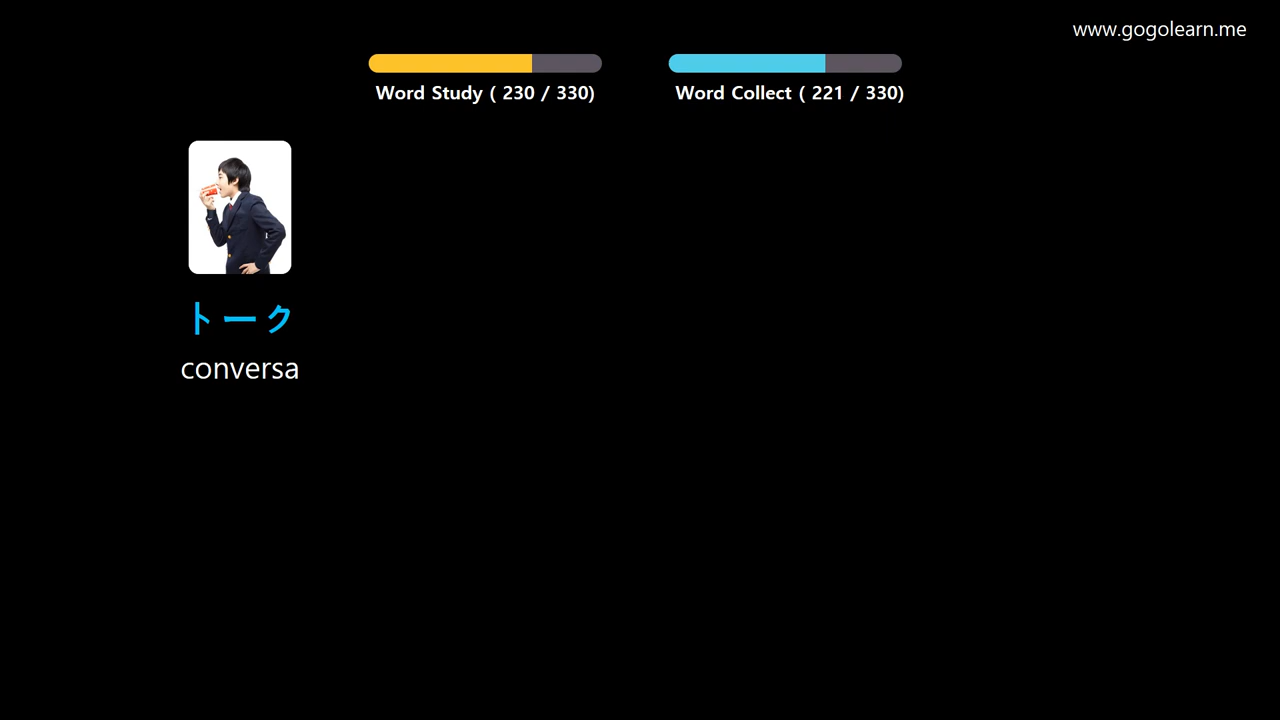 www.gogolearn.me
Word Study ( 230 / 330)
Word Collect ( 221 / 330)
トーク
conversa